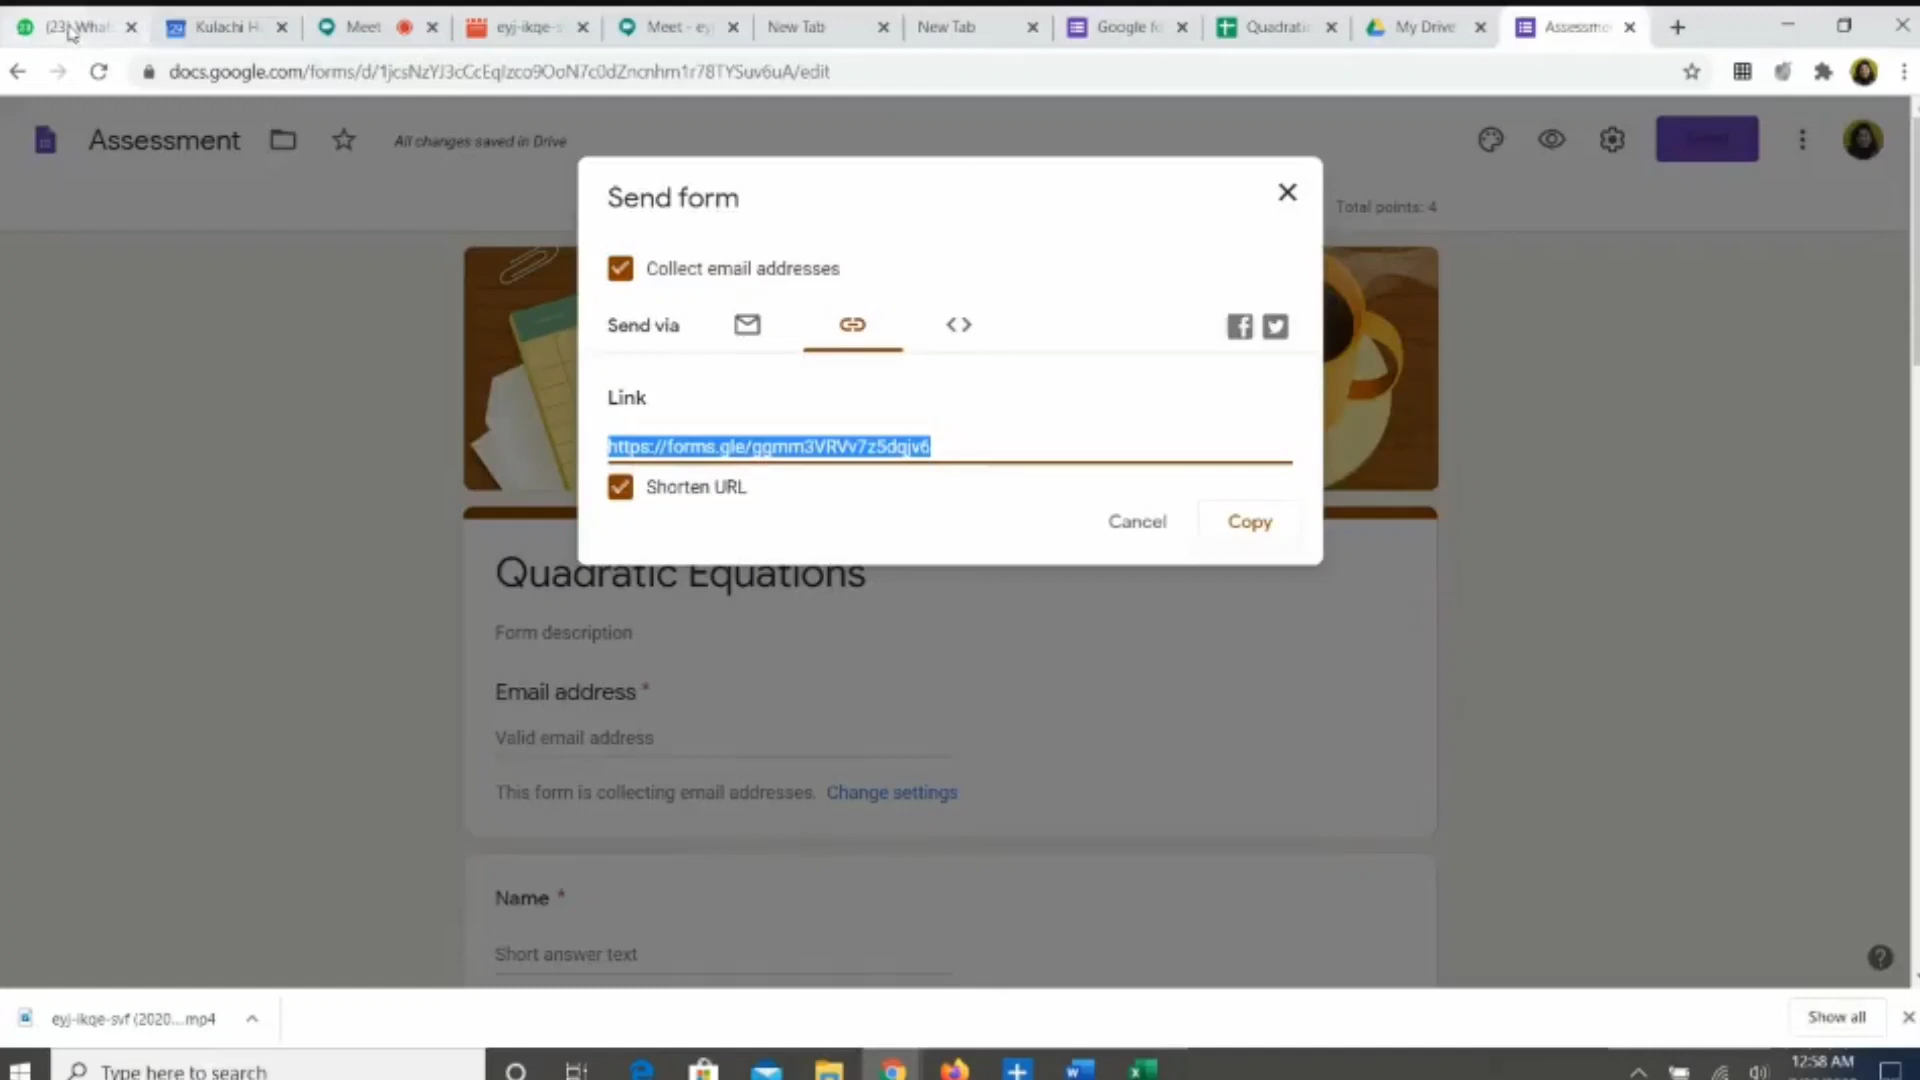 (23) What
Kulachi H
Meet
eyj-ikqe-s
Meet - ey
New Tab
New Tab
Google fo
Quadratic
My Drive
Assessme
docs.google.com/forms/d/1jcsNzYJ3cCcEqIzco9OoN7c0dZncnhm1r78TYSuv6uA/edit
Assessment
All changes saved in Drive
Total points: 4
Send form
Collect email addresses
Send via
Link
https://forms.gle/ggmm3VRVv7z5dqjv6
Shorten URL
Cancel
Copy
Quadratic Equations
Form description
Email address *
Valid email address
This form is collecting email addresses. Change settings
Name *
Short answer text
eyj-ikqe-svf (2020....mp4
Show all
Type here to search
12:58 AM